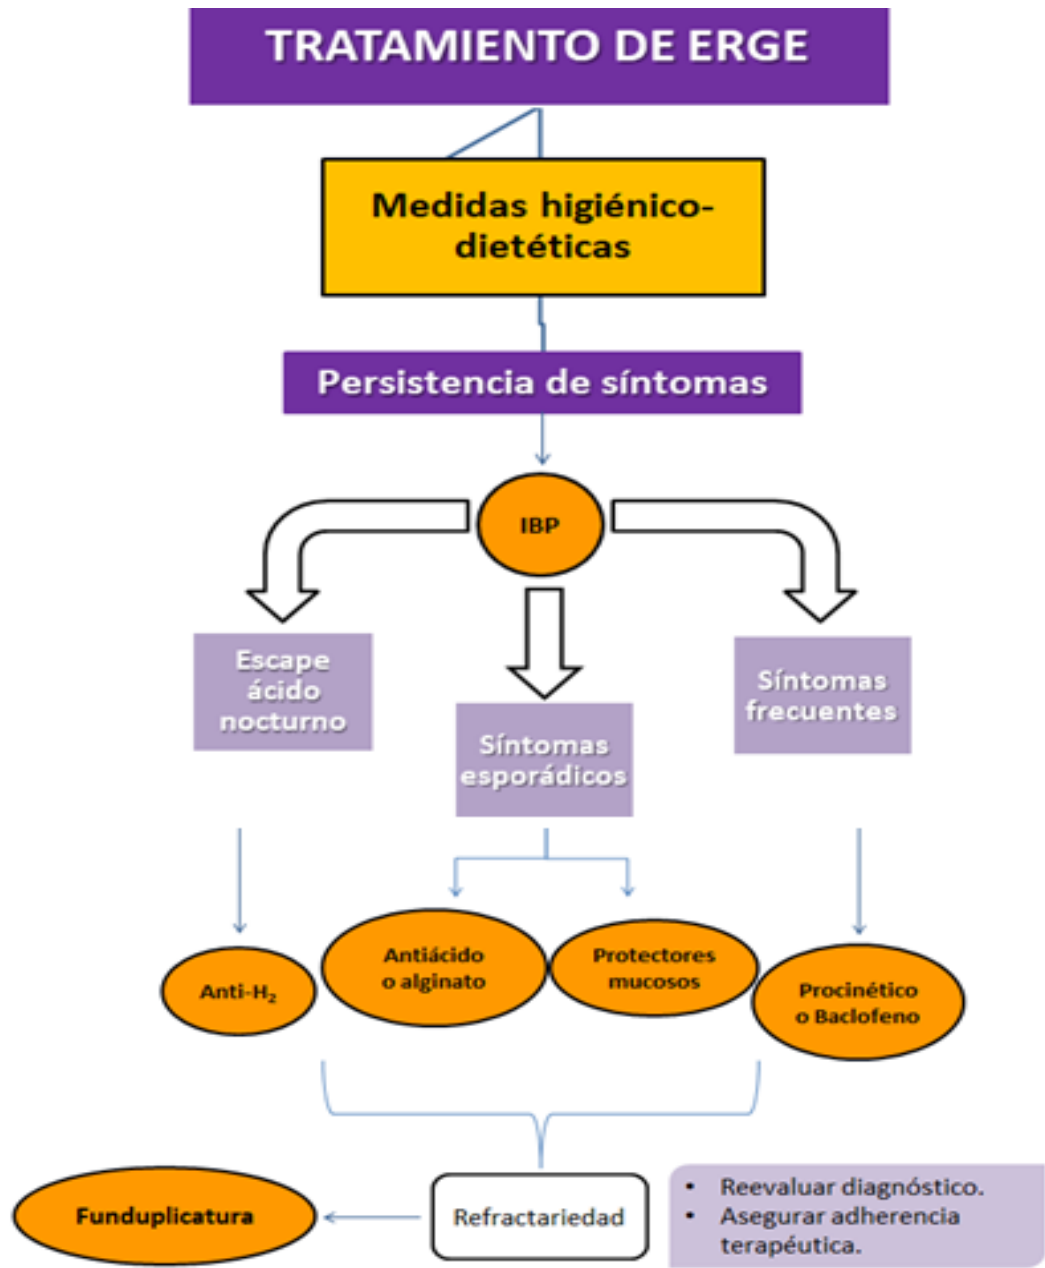 TRATAMIENTO DE ERGE
Medidas higiénico-
dietéticas
Persistencia de síntomas
IBP
Escape
ácido
nocturno
Síntomas
esporádicos
Síntomas
frecuentes
Anti-H₂
Antiácido
o alginato
Protectores
mucosos
Procinético
o Baclofeno
Funduplicatura
Refractariedad
• Reevaluar diagnóstico.
• Asegurar adherencia
terapéutica.